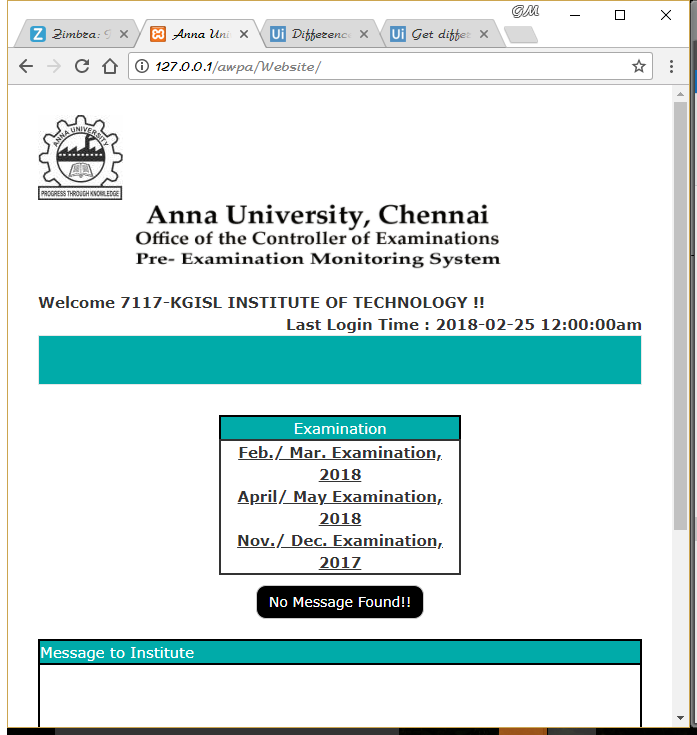 GM
Zimbra:
Anna Uni
Difference
Get differ
127.0.0.1/awpa/Website/
ANNA UNIVERSITY
PROGRESS THROUGH KNOWLEDGE
Anna University, Chennai
Office of the Controller of Examinations
Pre- Examination Monitoring System
Welcome 7117-KGISL INSTITUTE OF TECHNOLOGY !!
Last Login Time : 2018-02-25 12:00:00am
Examination
Feb./ Mar. Examination,
2018
April/ May Examination,
2018
Nov./ Dec. Examination,
2017
No Message Found!!
Message to Institute